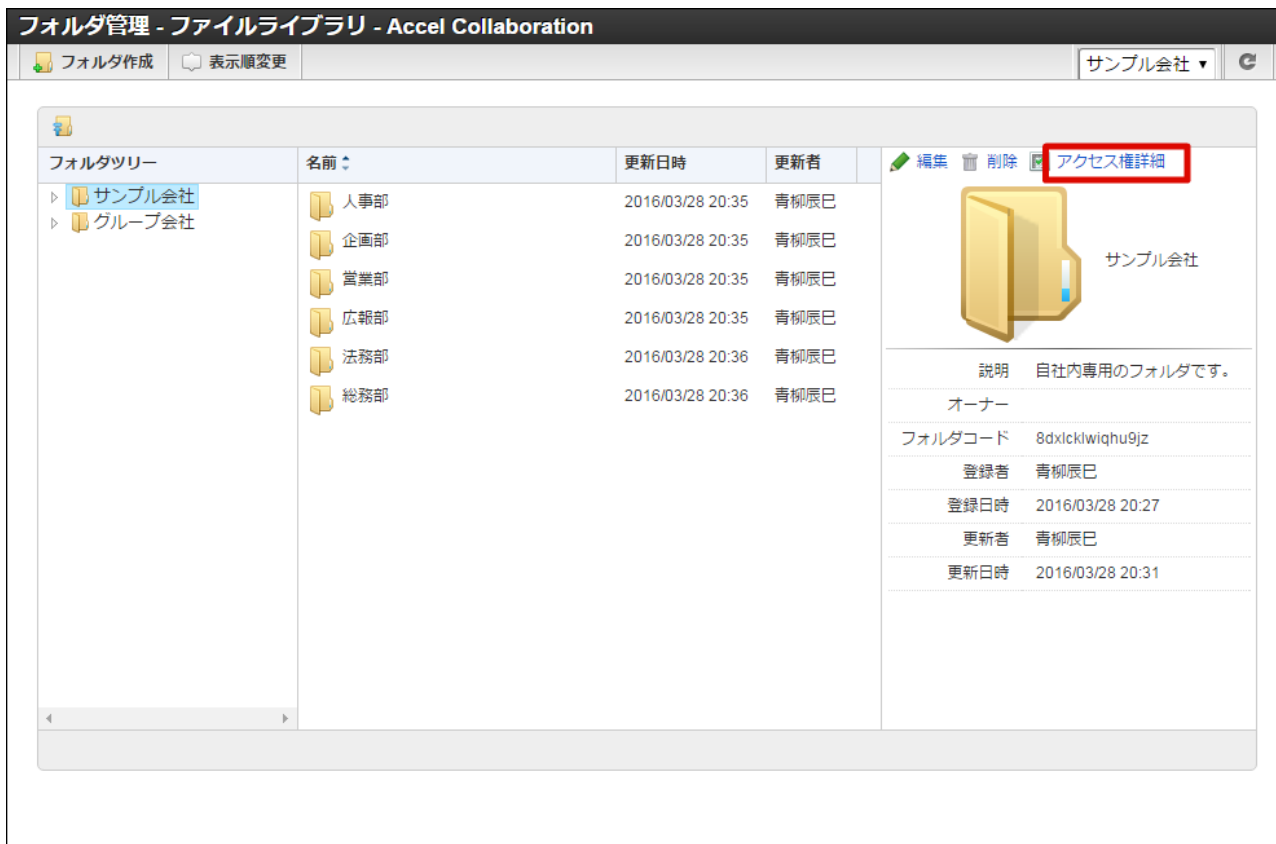 フォルダ管理 - ファイルライブラリ - Accel Collaboration
フォルダ作成 表示順変更 サンプル会社
フォルダツリー 名前 更新日時 更新者 編集 削除 アクセス権詳細
サンプル会社
グループ会社
人事部 2016/03/28 20:35 青柳辰巳
企画部 2016/03/28 20:35 青柳辰巳
営業部 2016/03/28 20:35 青柳辰巳
広報部 2016/03/28 20:35 青柳辰巳
法務部 2016/03/28 20:36 青柳辰巳
総務部 2016/03/28 20:36 青柳辰巳
サンプル会社
説明 自社内専用のフォルダです。
オーナー
フォルダコード 8dxlcklwiqhu9jz
登録者 青柳辰巳
登録日時 2016/03/28 20:27
更新者 青柳辰巳
更新日時 2016/03/28 20:31